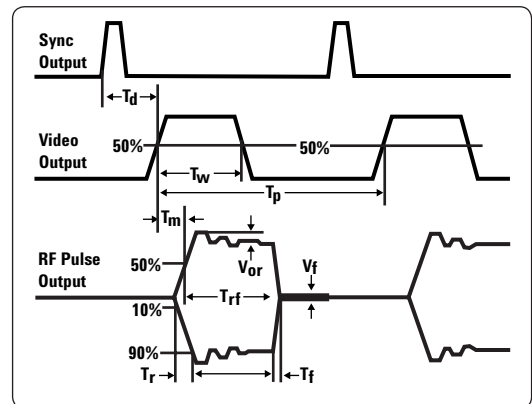 Sync
Output
Td
Video
Output
50%
50%
Tw
Tp
Tm
RF Pulse
Output
50%
Vor
Vf
Trf
10%
90%
Tr
Tf